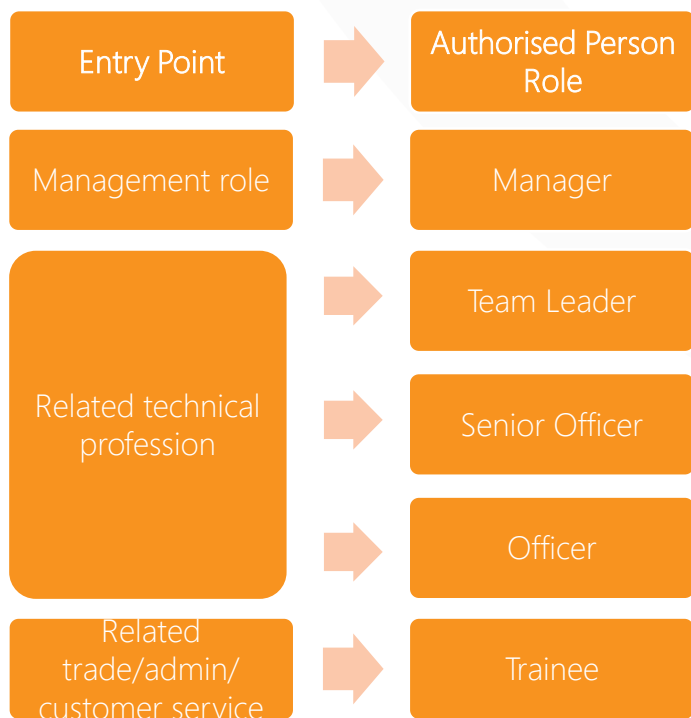 Entry Point
Authorised Person
Role
Management role
Manager
Related technical
profession
Team Leader
Senior Officer
Officer
Related
trade/admin/
customer service
Trainee